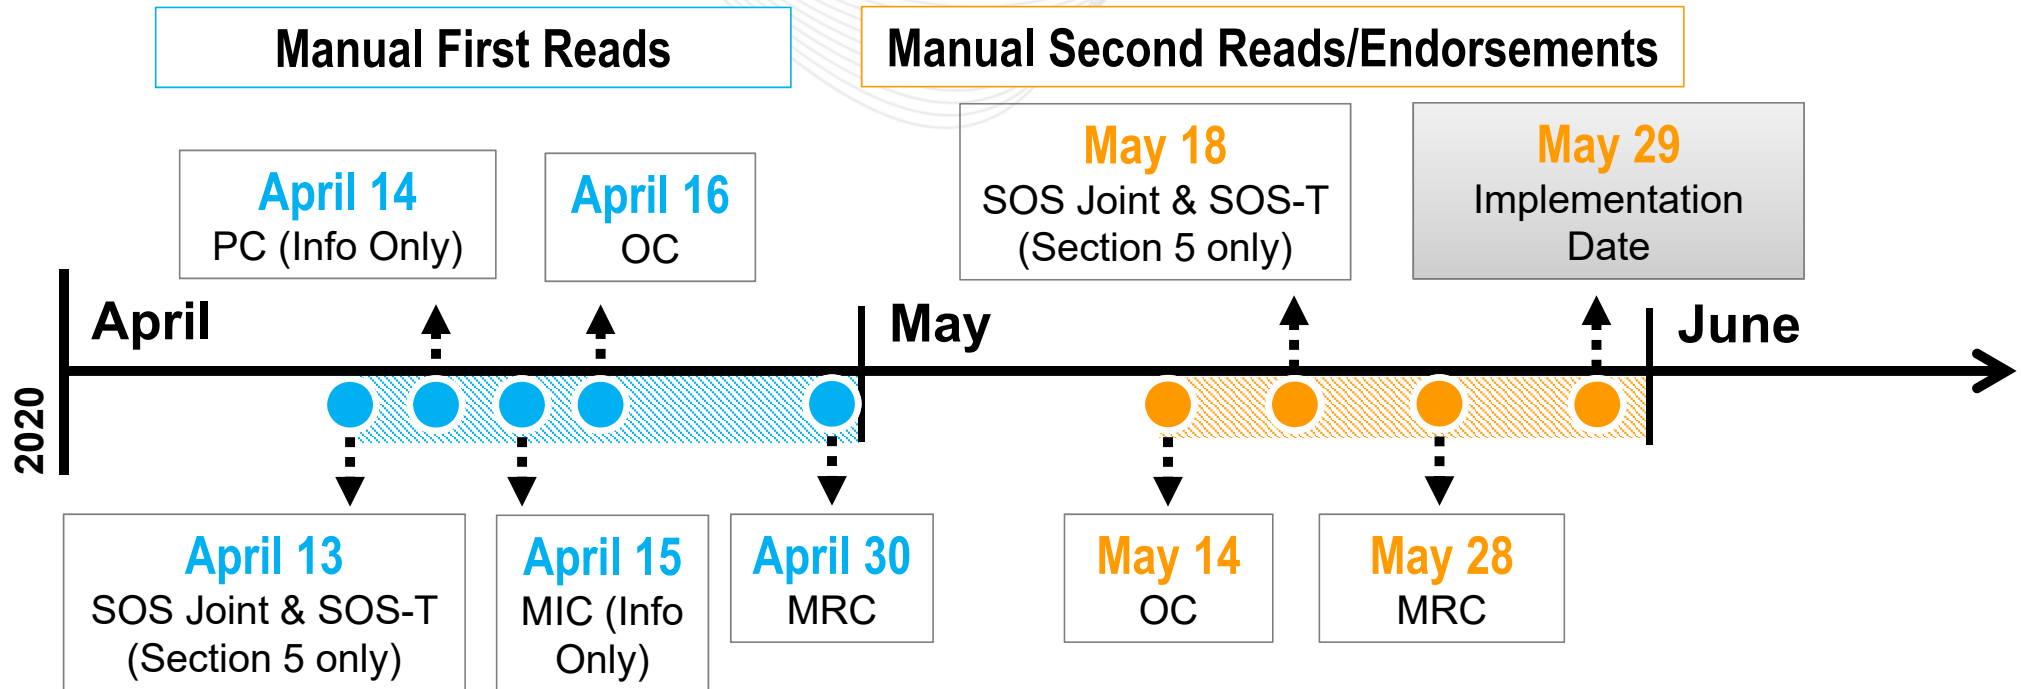 Manual First Reads
Manual Second Reads/Endorsements
April 14
PC (Info Only)
April 16
OC
May 18
SOS Joint & SOS-T
(Section 5 only)
May 29
Implementation
Date
April
May
June
2020
April 13
SOS Joint & SOS-T
(Section 5 only)
April 15
MIC (Info
Only)
April 30
MRC
May 14
OC
May 28
MRC